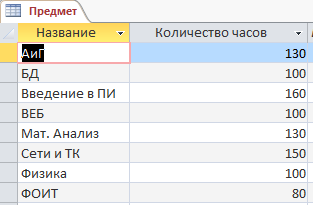 Предмет
Название Количество часов
АиГ 130
БД 100
Введение в ПИ 160
ВЕБ 100
Мат. Анализ 130
Сети и ТК 150
Физика 100
ФОИТ 80